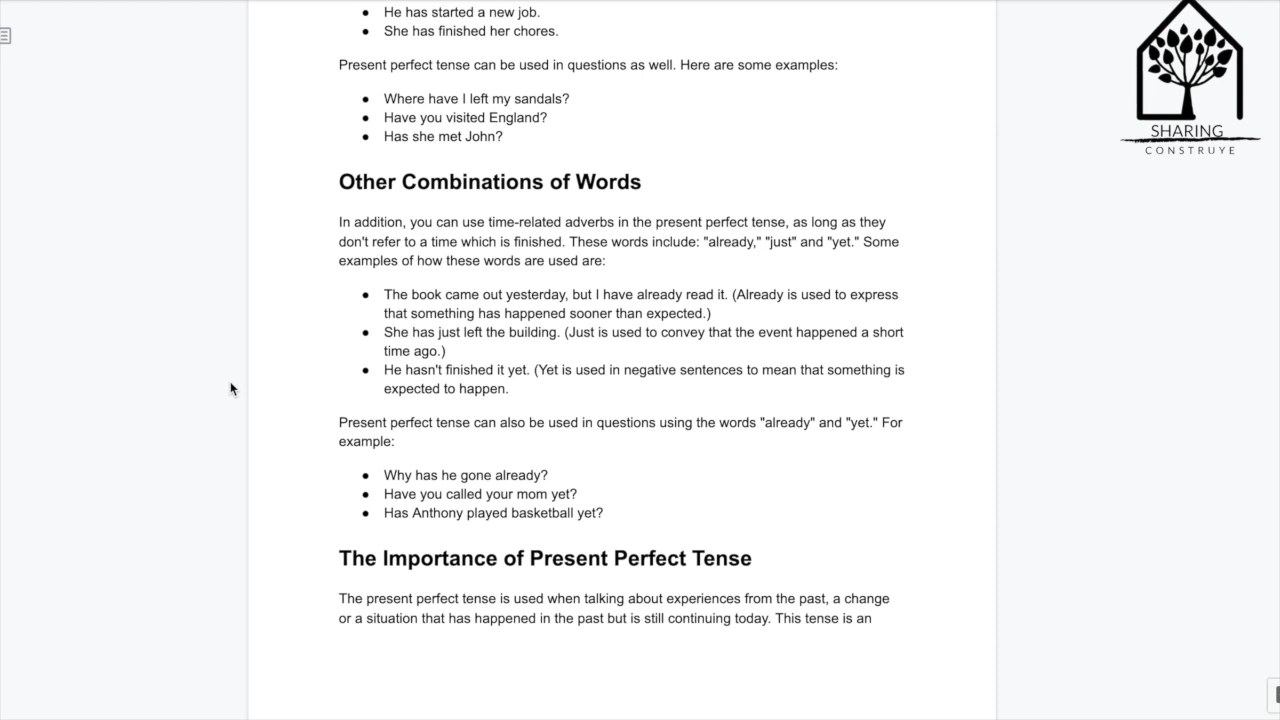 ● He has started a new job.
● She has finished her chores.
Present perfect tense can be used in questions as well. Here are some examples:
● Where have I left my sandals?
● Have you visited England?
● Has she met John?
Other Combinations of Words
In addition, you can use time-related adverbs in the present perfect tense, as long as they
don't refer to a time which is finished. These words include: "already," "just" and "yet." Some
examples of how these words are used are:
● The book came out yesterday, but I have already read it. (Already is used to express
that something has happened sooner than expected.)
● She has just left the building. (Just is used to convey that the event happened a short
time ago.)
● He hasn't finished it yet. (Yet is used in negative sentences to mean that something is
expected to happen.
Present perfect tense can also be used in questions using the words "already" and "yet." For
example:
● Why has he gone already?
● Have you called your mom yet?
● Has Anthony played basketball yet?
The Importance of Present Perfect Tense
The present perfect tense is used when talking about experiences from the past, a change
or a situation that has happened in the past but is still continuing today. This tense is an
SHARING
CONSTRUYE